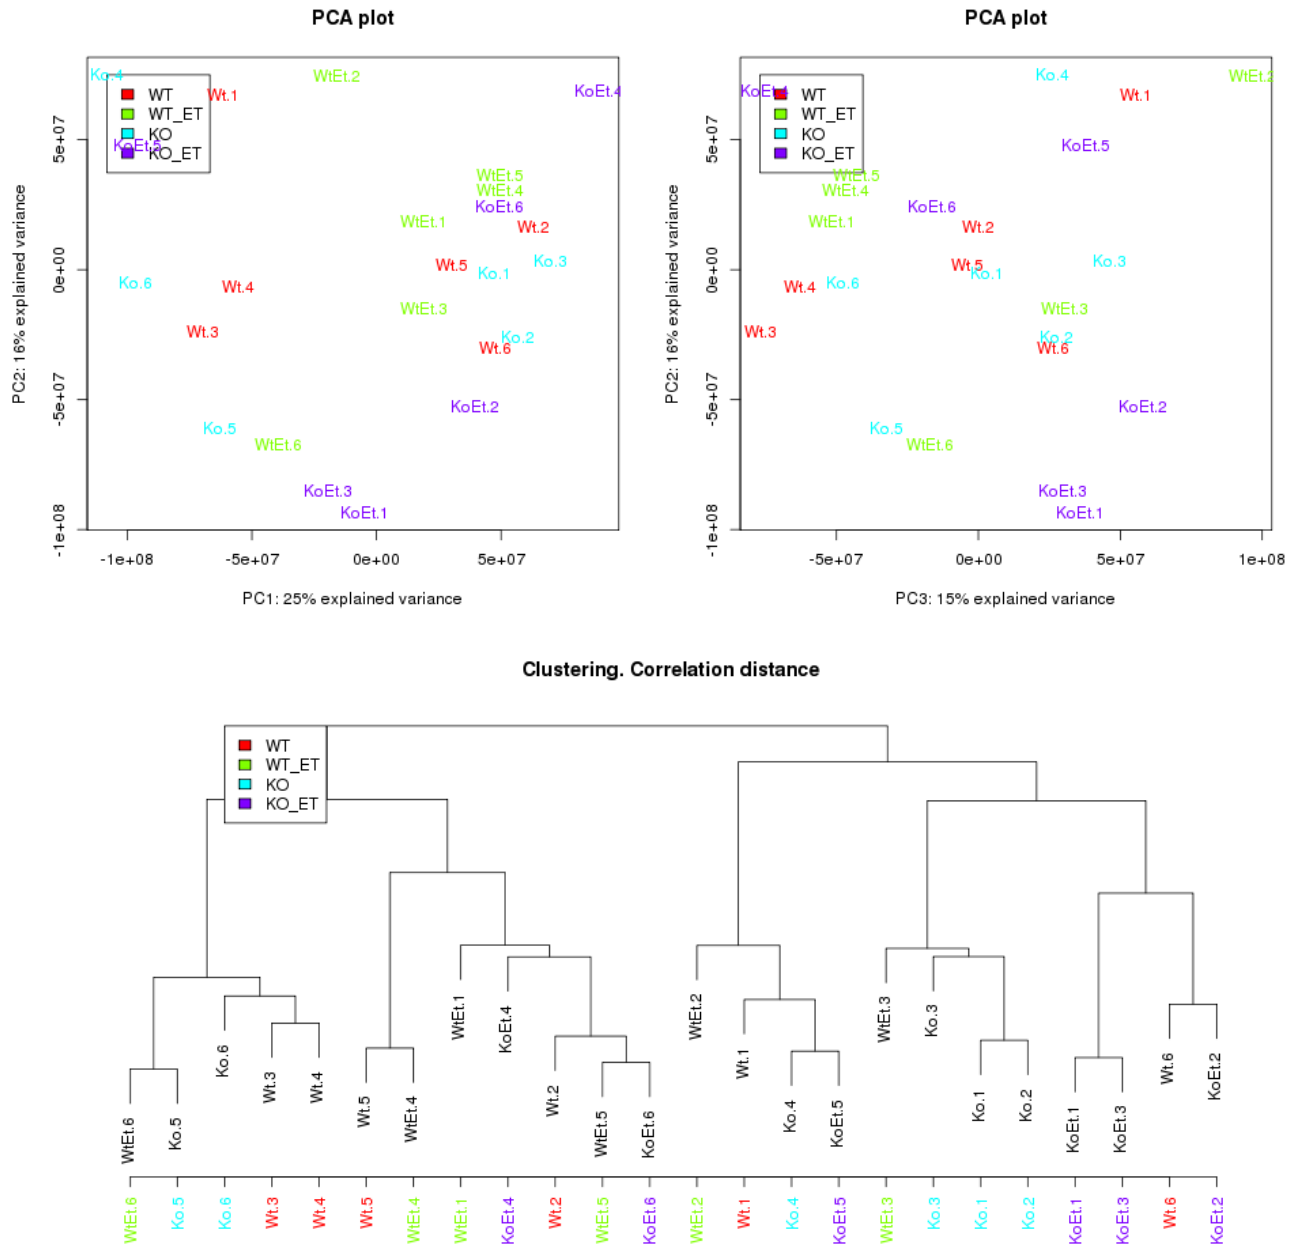 PCA plot
WT
WT_ET
KO
KO_ET
Ko.4
Wt.1
WtEt.2
KoEt.4
KoEt.5
WtEt.5
WtEt.4
KoEt.6
WtEt.1
Wt.2
Wt.5
Ko.1
Ko.3
Ko.6
Wt.4
WtEt.3
Wt.3
Ko.2
Wt.6
KoEt.2
Ko.5
WtEt.6
KoEt.3
KoEt.1
5e+07
0e+00
-5e+07
-1e+08
PC2: 16% explained variance
-1e+08 -5e+07 0e+00 5e+07
PC1: 25% explained variance
PCA plot
WT
WT_ET
KO
KO_ET
Ko.4
WtEt.2
KoEt.4
Wt.1
KoEt.5
WtEt.5
WtEt.4
KoEt.6
WtEt.1
Wt.2
Wt.5
Ko.1
Ko.3
Ko.6
Wt.4
WtEt.3
Wt.3
Ko.2
Wt.6
KoEt.2
Ko.5
WtEt.6
KoEt.3
KoEt.1
5e+07
0e+00
-5e+07
-1e+08
PC2: 16% explained variance
-5e+07 0e+00 5e+07 1e+08
PC3: 15% explained variance
Clustering. Correlation distance
WT
WT_ET
KO
KO_ET
WtEt.6
Ko.5
Ko.6
Wt.3
Wt.4
Wt.5
WtEt.4
WtEt.1
KoEt.4
Wt.2
WtEt.5
KoEt.6
WtEt.2
Wt.1
Ko.4
KoEt.5
WtEt.3
Ko.3
Ko.1
Ko.2
KoEt.1
KoEt.3
Wt.6
KoEt.2
WtEt.6
Ko.5
Ko.6
Wt.3
Wt.4
Wt.5
WtEt.4
WtEt.1
KoEt.4
Wt.2
WtEt.5
KoEt.6
WtEt.2
Wt.1
Ko.4
KoEt.5
WtEt.3
Ko.3
Ko.1
Ko.2
KoEt.1
KoEt.3
Wt.6
KoEt.2